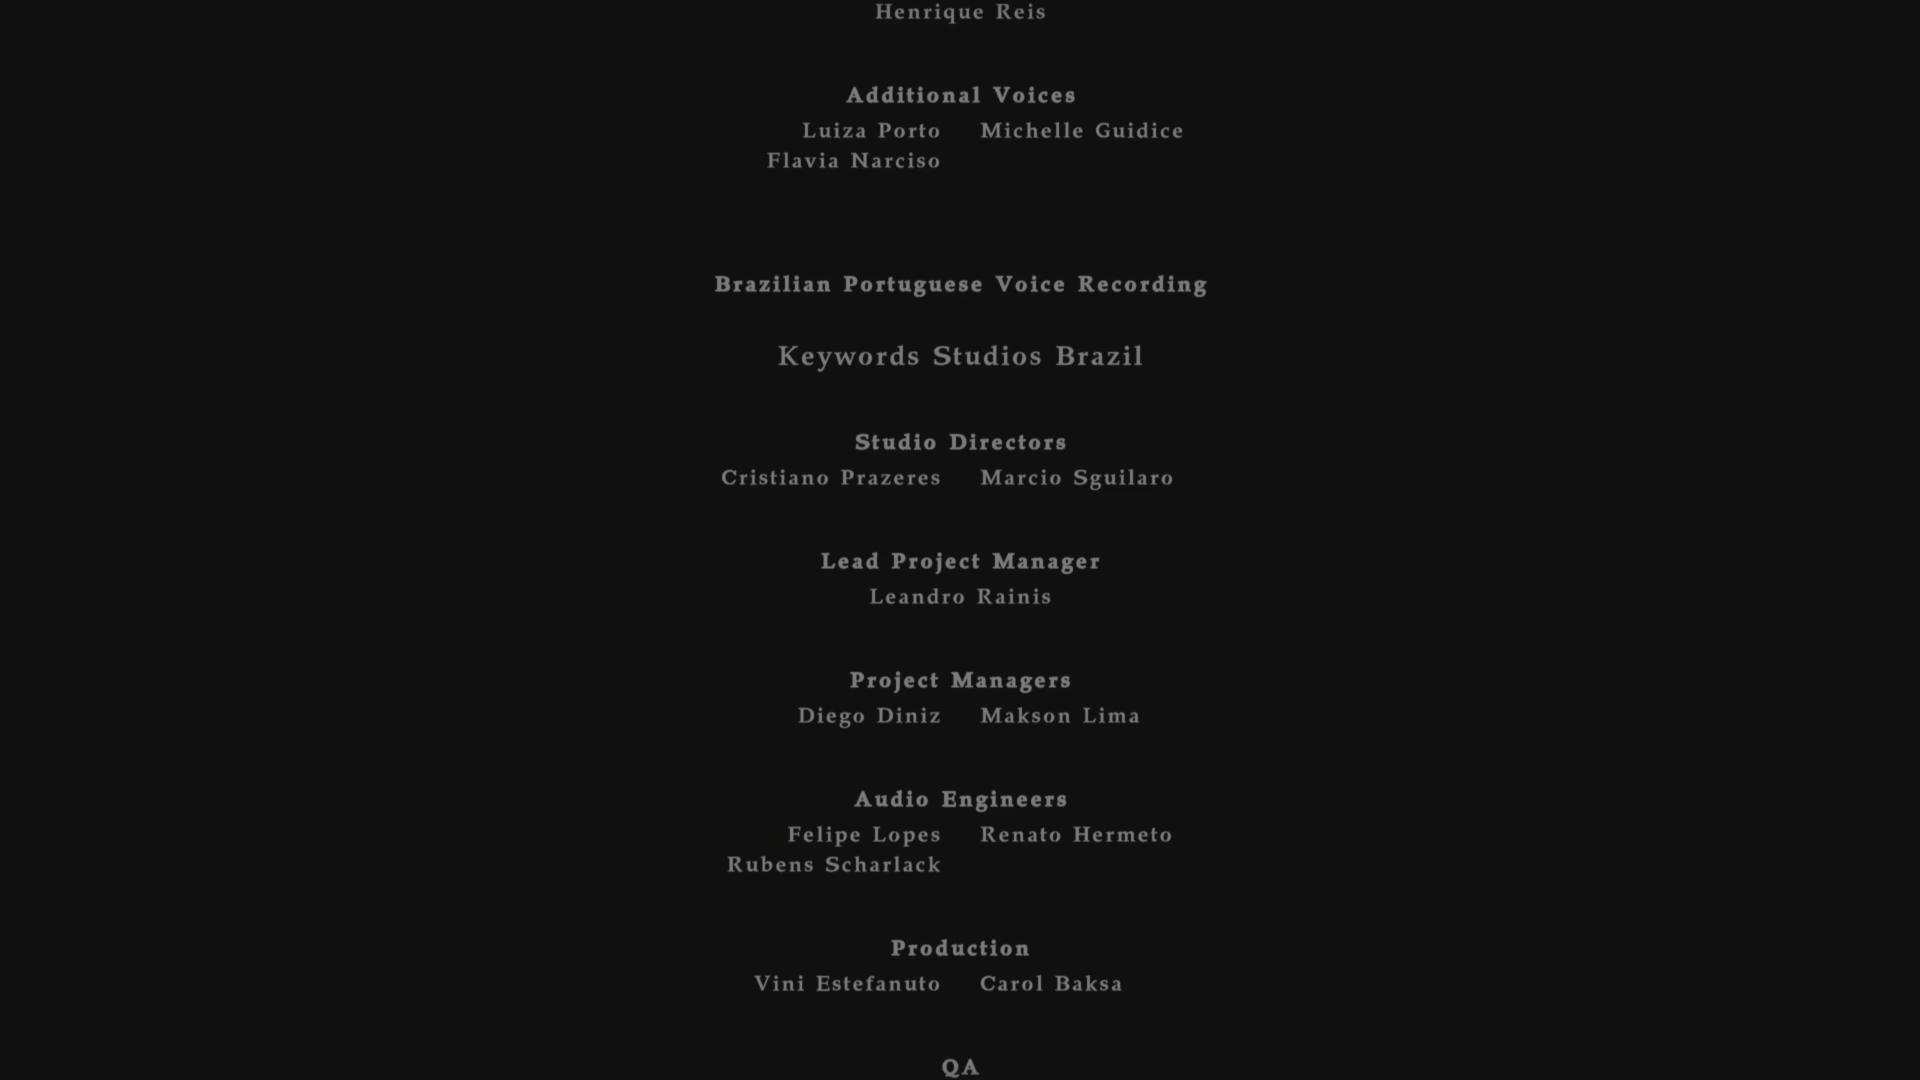 Henrique Reis
Additional Voices
Luiza Porto Michelle Guidice
Flavia Narciso
Brazilian Portuguese Voice Recording
Keywords Studios Brazil
Studio Directors
Cristiano Prazeres Marcio Sguilaro
Lead Project Manager
Leandro Rainis
Project Managers
Diego Diniz Makson Lima
Audio Engineers
Felipe Lopes Renato Hermeto
Rubens Scharlack
Production
Vini Estefanuto Carol Baksa
QA